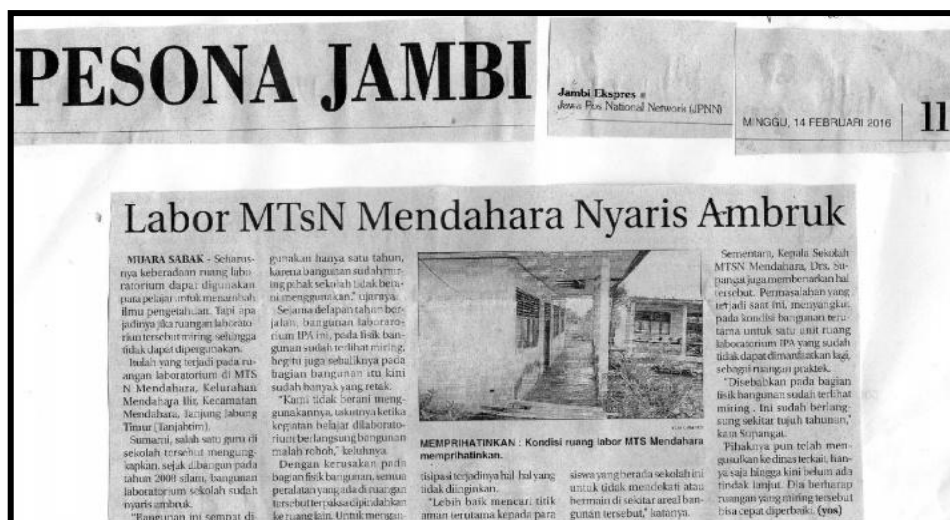 PESONA JAMBI
Jambi Ekspres
Jawa Pos National Network (JPNN)
MINGGU, 14 FEBRUARI 2016
11
Labor MTsN Mendahara Nyaris Ambruk
MUARA SABAK - Seharus-
nya keberadaan ruang labo-
ratorium dapat digunakan
para pelajar untuk menambah
ilmu pengetahuan. Tapi apa
jadinya jika ruangan laborato-
rium tersebut miring, sehingga
tidak dapat dipergunakan.
Itulah yang terjadi pada ru-
angan laboratorium di MTS
N Mendahara, Kelurahan
Mendahara Ilir, Kecamatan
Mendahara, Tanjung Jabung
Timur (Tanjabtim).
Sumarni, salah satu guru di
sekolah tersebut mengung-
kapkan, sejak dibangun pada
tahun 2008 silam, bangunan
laboratorium sekolah sudah
nyaris ambruk.
"Bangunan ini sempat di-
gunakan hanya satu tahun,
karena bangunan sudah mir-
ing pihak sekolah tidak bera-
ni menggunakan," ujarnya.
Selama delapan tahun ber-
jalan, bangunan laborato-
rium IPA ini, pada fisik ban-
gunan sudah terlihat miring,
begitu juga sebaliknya pada
bagian bangunan itu kini
sudah banyak yang retak.
"Kami tidak berani meng-
gunakannya, takutnya ketika
kegiatan belajar dilaborato-
rium berlangsung bangunan
malah roboh," keluhnya.
Dengan kerusakan pada
bagian fisik bangunan, semua
peralatan yang ada di ruangan
tersebut terpaksa dipindahkan
ke ruang lain. Untuk mengan-
MEMPRIHATINKAN : Kondisi ruang labor MTS Mendahara
memprihatinkan.
tisipasi terjadinya hal hal yang
tidak diinginkan.
"Lebih baik mencari titik
aman terutama kepada para
siswa yang berada sekolah ini
untuk tidak mendekati atau
bermain di sekitar areal ban-
gunan tersebut," katanya.
Sementara, Kepala Sekolah
MTSN Mendahara, Drs. Su-
pangat juga membenarkan hal
tersebut. Permasalahan yang
terjadi saat ini, menyangkut
pada kondisi bangunan teru-
tama untuk satu unit ruang
laboratorium IPA yang sudah
tidak dapat dimanfaatkan lagi,
sebagai ruangan praktek.
"Disebabkan pada bagian
fisik bangunan sudah terlihat
miring . Ini sudah berlang-
sung sekitar tujuh tahunan,"
kata Supangat.
Pihaknya pun telah men-
gusulkan kedinas terkait, han-
ya saja hingga kini belum ada
tindak lanjut. Dia berharap
ruangan yang miring tersebut
bisa cepat diperbaiki. (yos)